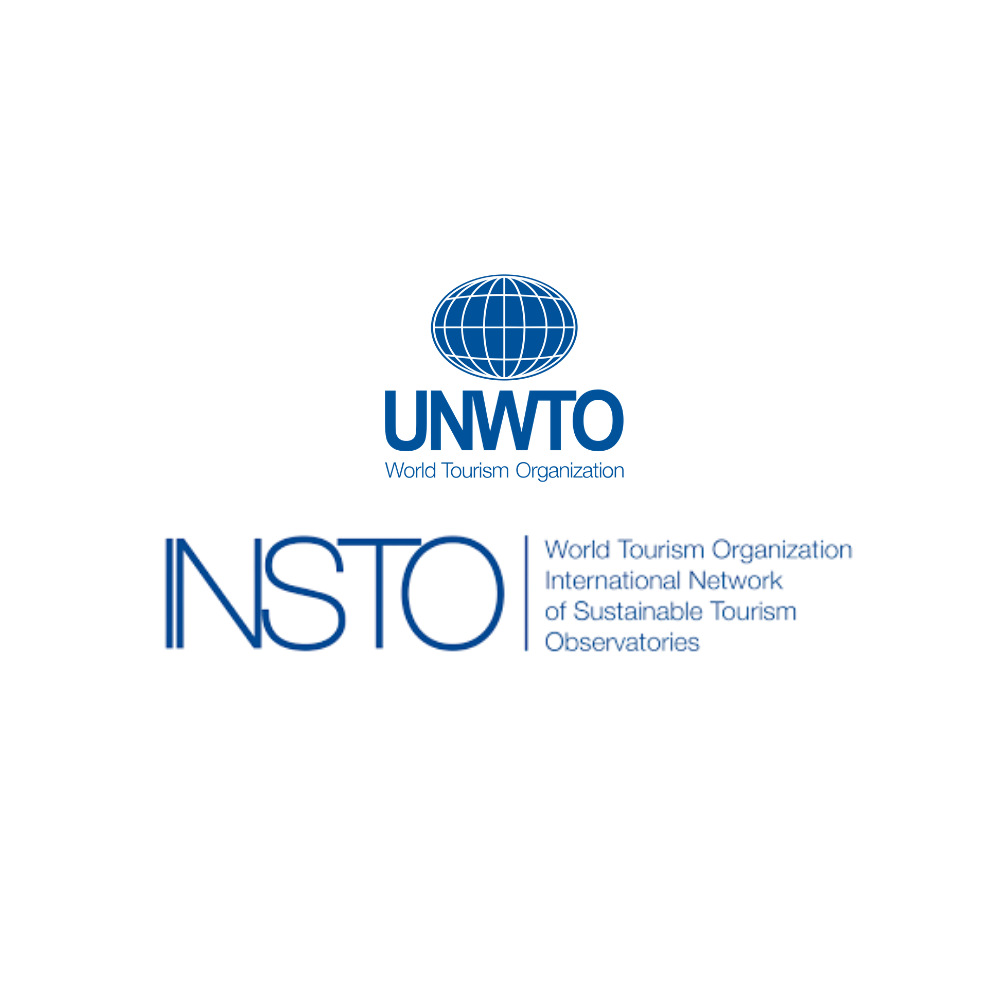 UNWTO
World Tourism Organization
INSTO
World Tourism Organization
International Network
of Sustainable Tourism
Observatories